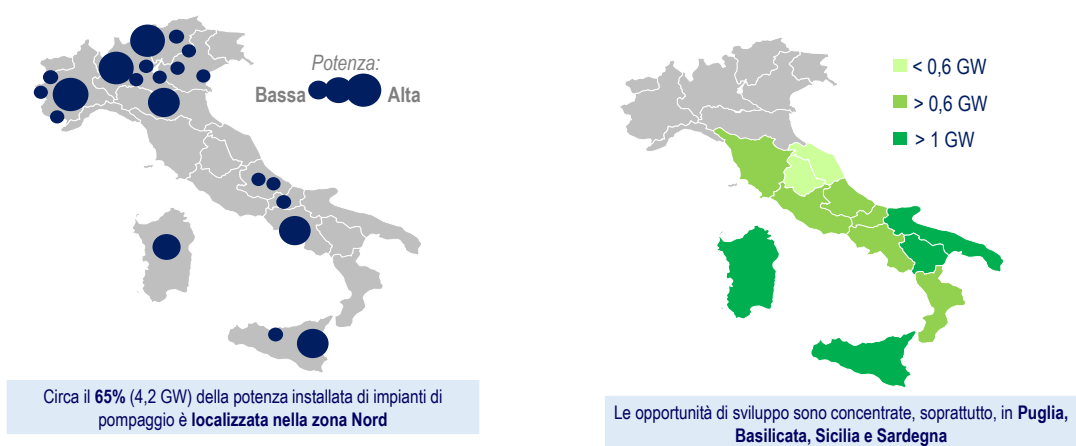 Potenza:
Bassa Alta
Circa il 65% (4,2 GW) della potenza installata di impianti di
pompaggio è localizzata nella zona Nord
< 0,6 GW
> 0,6 GW
> 1 GW
Le opportunità di sviluppo sono concentrate, soprattutto, in Puglia,
Basilicata, Sicilia e Sardegna